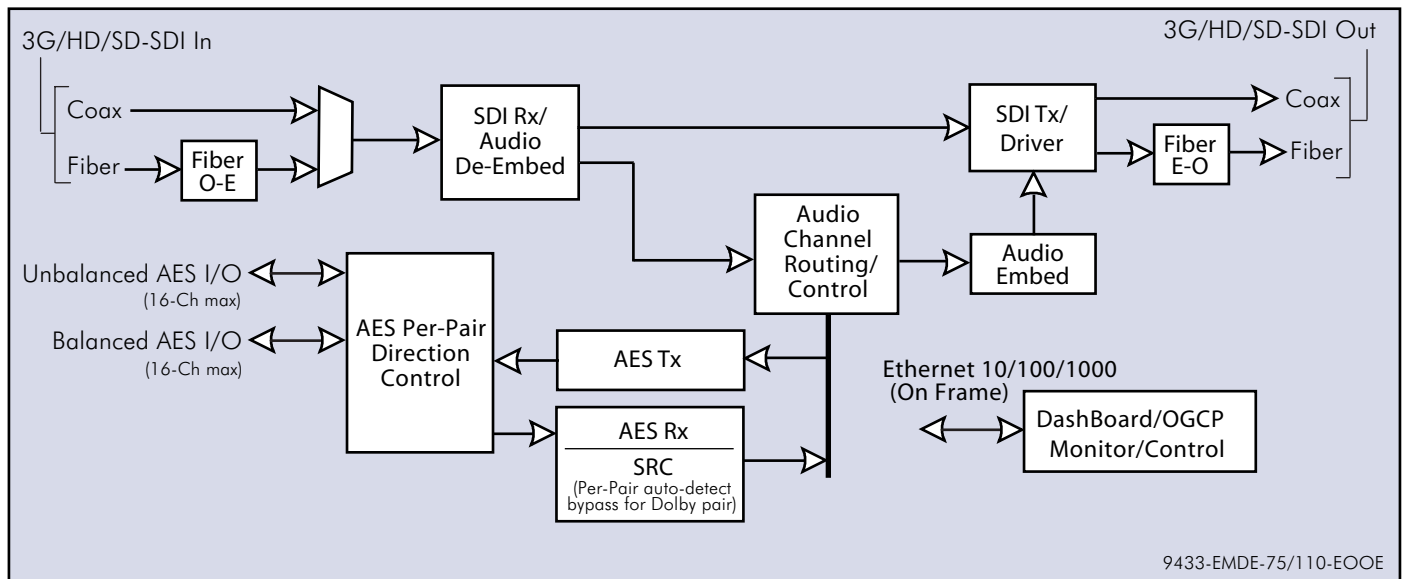 3G/HD/SD-SDI In
3G/HD/SD-SDI Out
Coax
Fiber
Fiber
O-E
SDI Rx/
Audio
De-Embed
SDI Tx/
Driver
Coax
Fiber
E-O
Fiber
Audio
Channel
Routing/
Control
Audio
Embed
Unbalanced AES I/O
(16-Ch max)
Balanced AES I/O
(16-Ch max)
AES Per-Pair
Direction
Control
AES Tx
AES Rx
SRC
(Per-Pair auto-detect
bypass for Dolby pair)
Ethernet 10/100/1000
(On Frame)
DashBoard/OGCP
Monitor/Control
9433-EMDE-75/110-EOOE